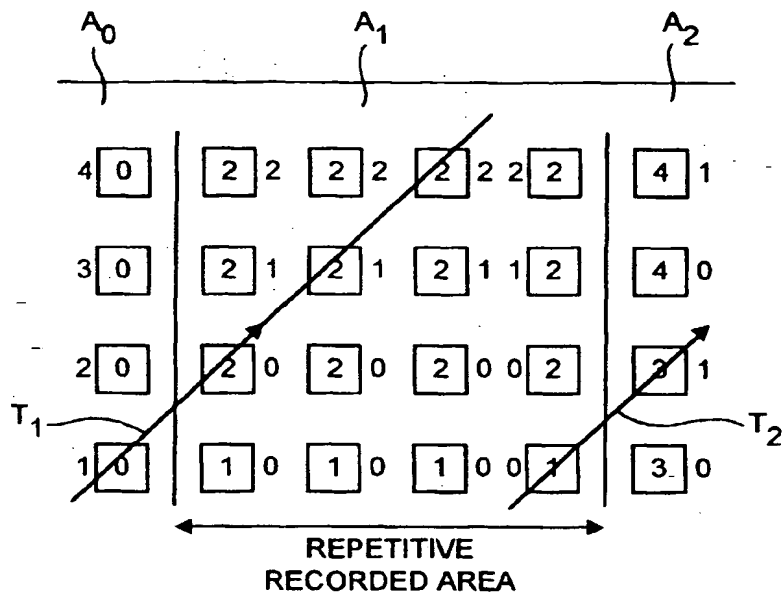 A0 A1 A2
4 0 2 2 2 2 2 2 2 2 4 1
3 0 2 1 2 1 2 1 1 2 4 0
2 0 2 0 2 0 2 0 0 2 3 1
T1 T2
1 0 1 0 1 0 1 0 0 1 3 0
REPETITIVE
RECORDED AREA